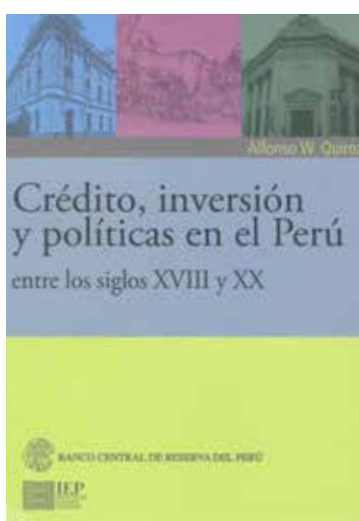 Alfonso W. Quiroz
Crédito, inversión
y políticas en el Perú
entre los siglos XVIII y XX
BANCO CENTRAL DE RESERVA DEL PERÚ
IEP